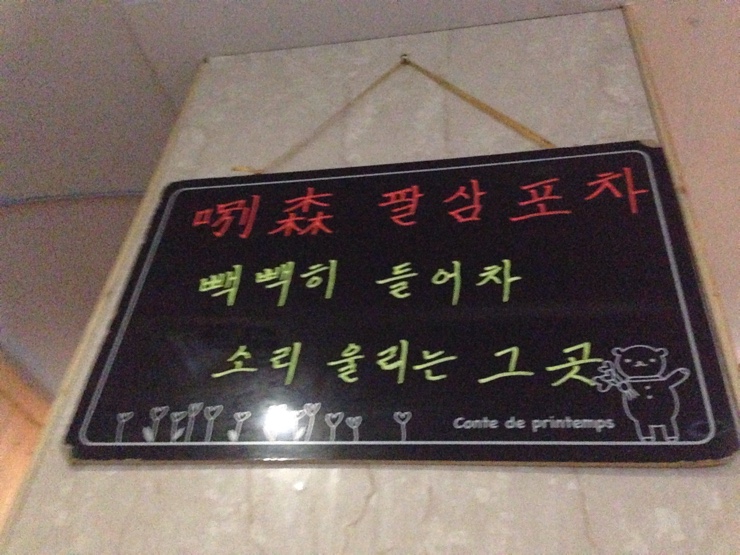 哵森 팔삼포차
빽빽히 들어차
소리 울리는 그 곳
Conte de printemps